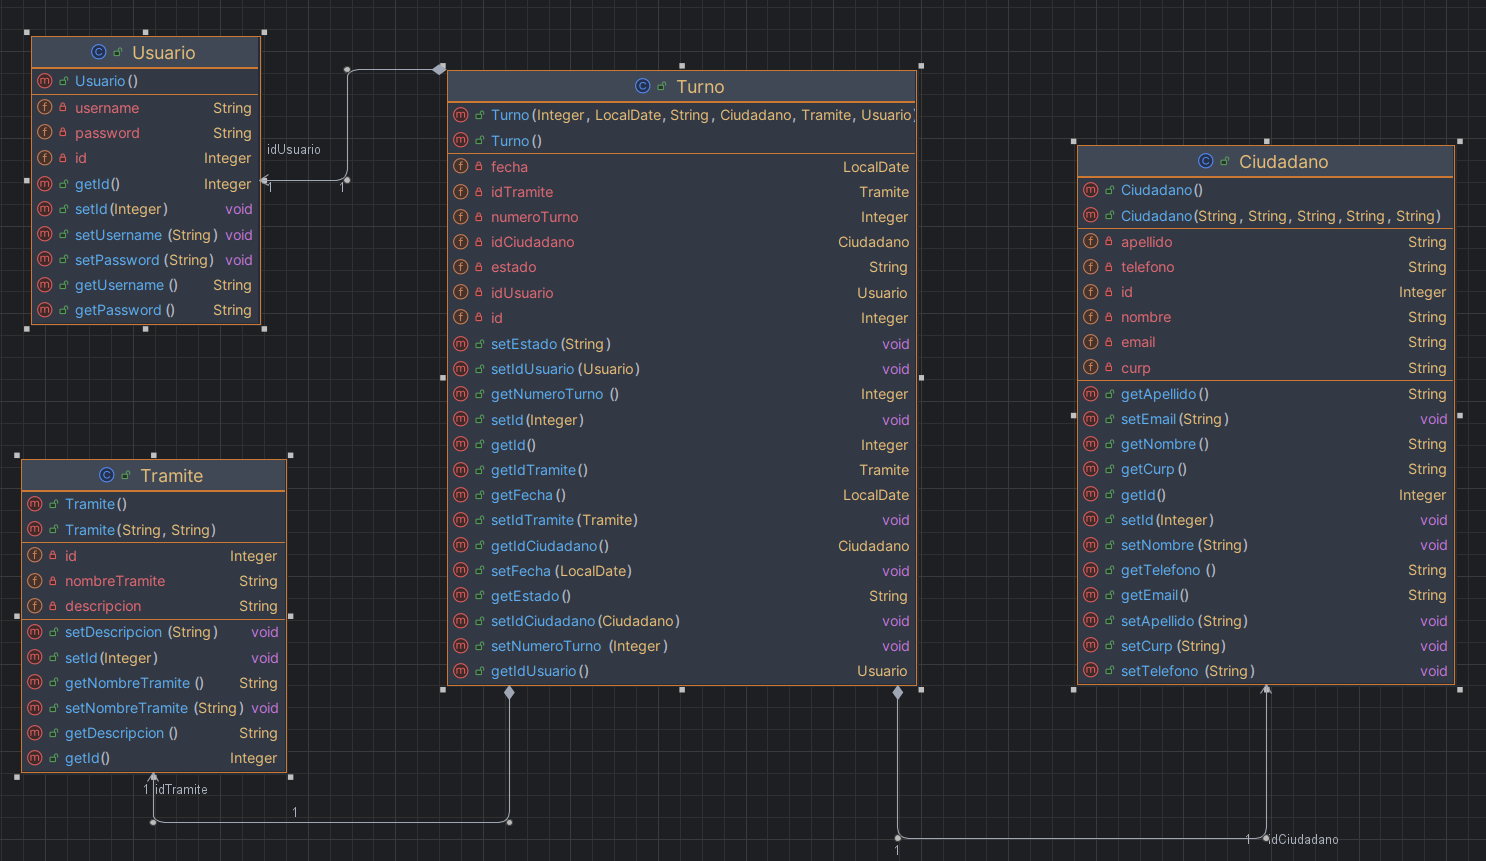 Usuario
Usuario()
username String
password String
id Integer
getId() Integer
setId(Integer) void
setUsername (String) void
setPassword (String) void
getUsername () String
getPassword () String
idUsuario
1
1
Turno
Turno(Integer, LocalDate, String, Ciudadano, Tramite, Usuario)
Turno()
fecha LocalDate
idTramite Tramite
numeroTurno Integer
idCiudadano Ciudadano
estado String
idUsuario Usuario
id Integer
setEstado (String) void
setIdUsuario (Usuario) void
getNumeroTurno () Integer
setId(Integer) void
getId() Integer
getIdTramite() Tramite
getFecha () LocalDate
setIdTramite (Tramite) void
getIdCiudadano() Ciudadano
setFecha (LocalDate) void
getEstado () String
setIdCiudadano (Ciudadano) void
setNumeroTurno (Integer) void
getIdUsuario () Usuario
Ciudadano
Ciudadano()
Ciudadano(String, String, String, String, String)
apellido String
telefono String
id Integer
nombre String
email String
curp String
getApellido () String
setEmail (String) void
getNombre () String
getCurp () String
getId() Integer
setId(Integer) void
setNombre (String) void
getTelefono () String
getEmail() String
setApellido (String) void
setCurp (String) void
setTelefono (String) void
Tramite
Tramite()
Tramite(String, String)
id Integer
nombreTramite String
descripcion String
setDescripcion (String) void
setId(Integer) void
getNombreTramite () String
setNombreTramite (String) void
getDescripcion () String
getId() Integer
1 idTramite
1
1 idCiudadano
1